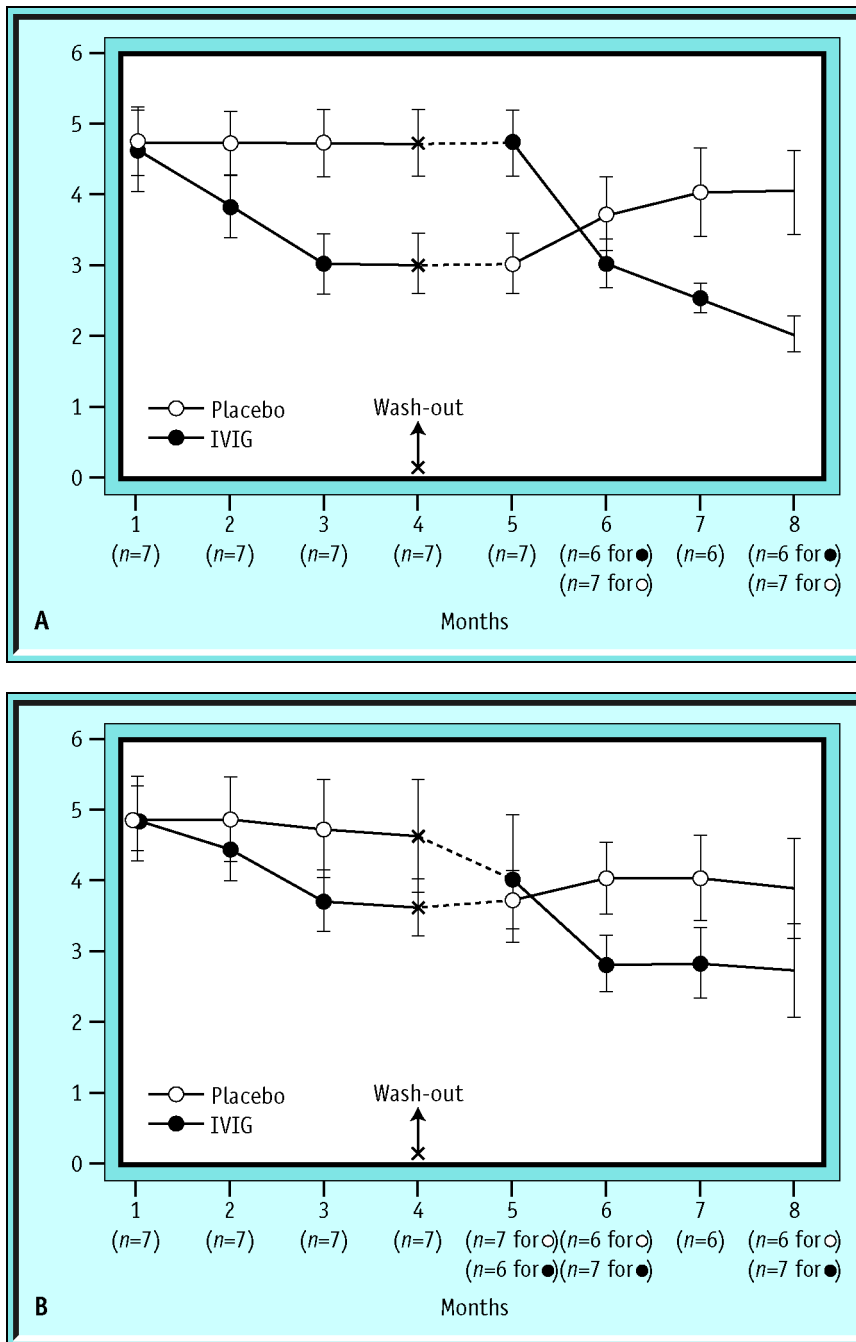 6
5
4
3
2
1
0
Placebo
IVIG
Wash-out
1 2 3 4 5 6 7 8
(n=7) (n=7) (n=7) (n=7) (n=7) (n=6 for●) (n=6) (n=6 for●)
(n=7 for○) (n=7 for○)
A Months
6
5
4
3
2
1
0
Placebo
IVIG
Wash-out
1 2 3 4 5 6 7 8
(n=7) (n=7) (n=7) (n=7) (n=7 for○) (n=6 for○) (n=6) (n=6 for○)
(n=6 for●) (n=7 for●) (n=7 for●)
B Months